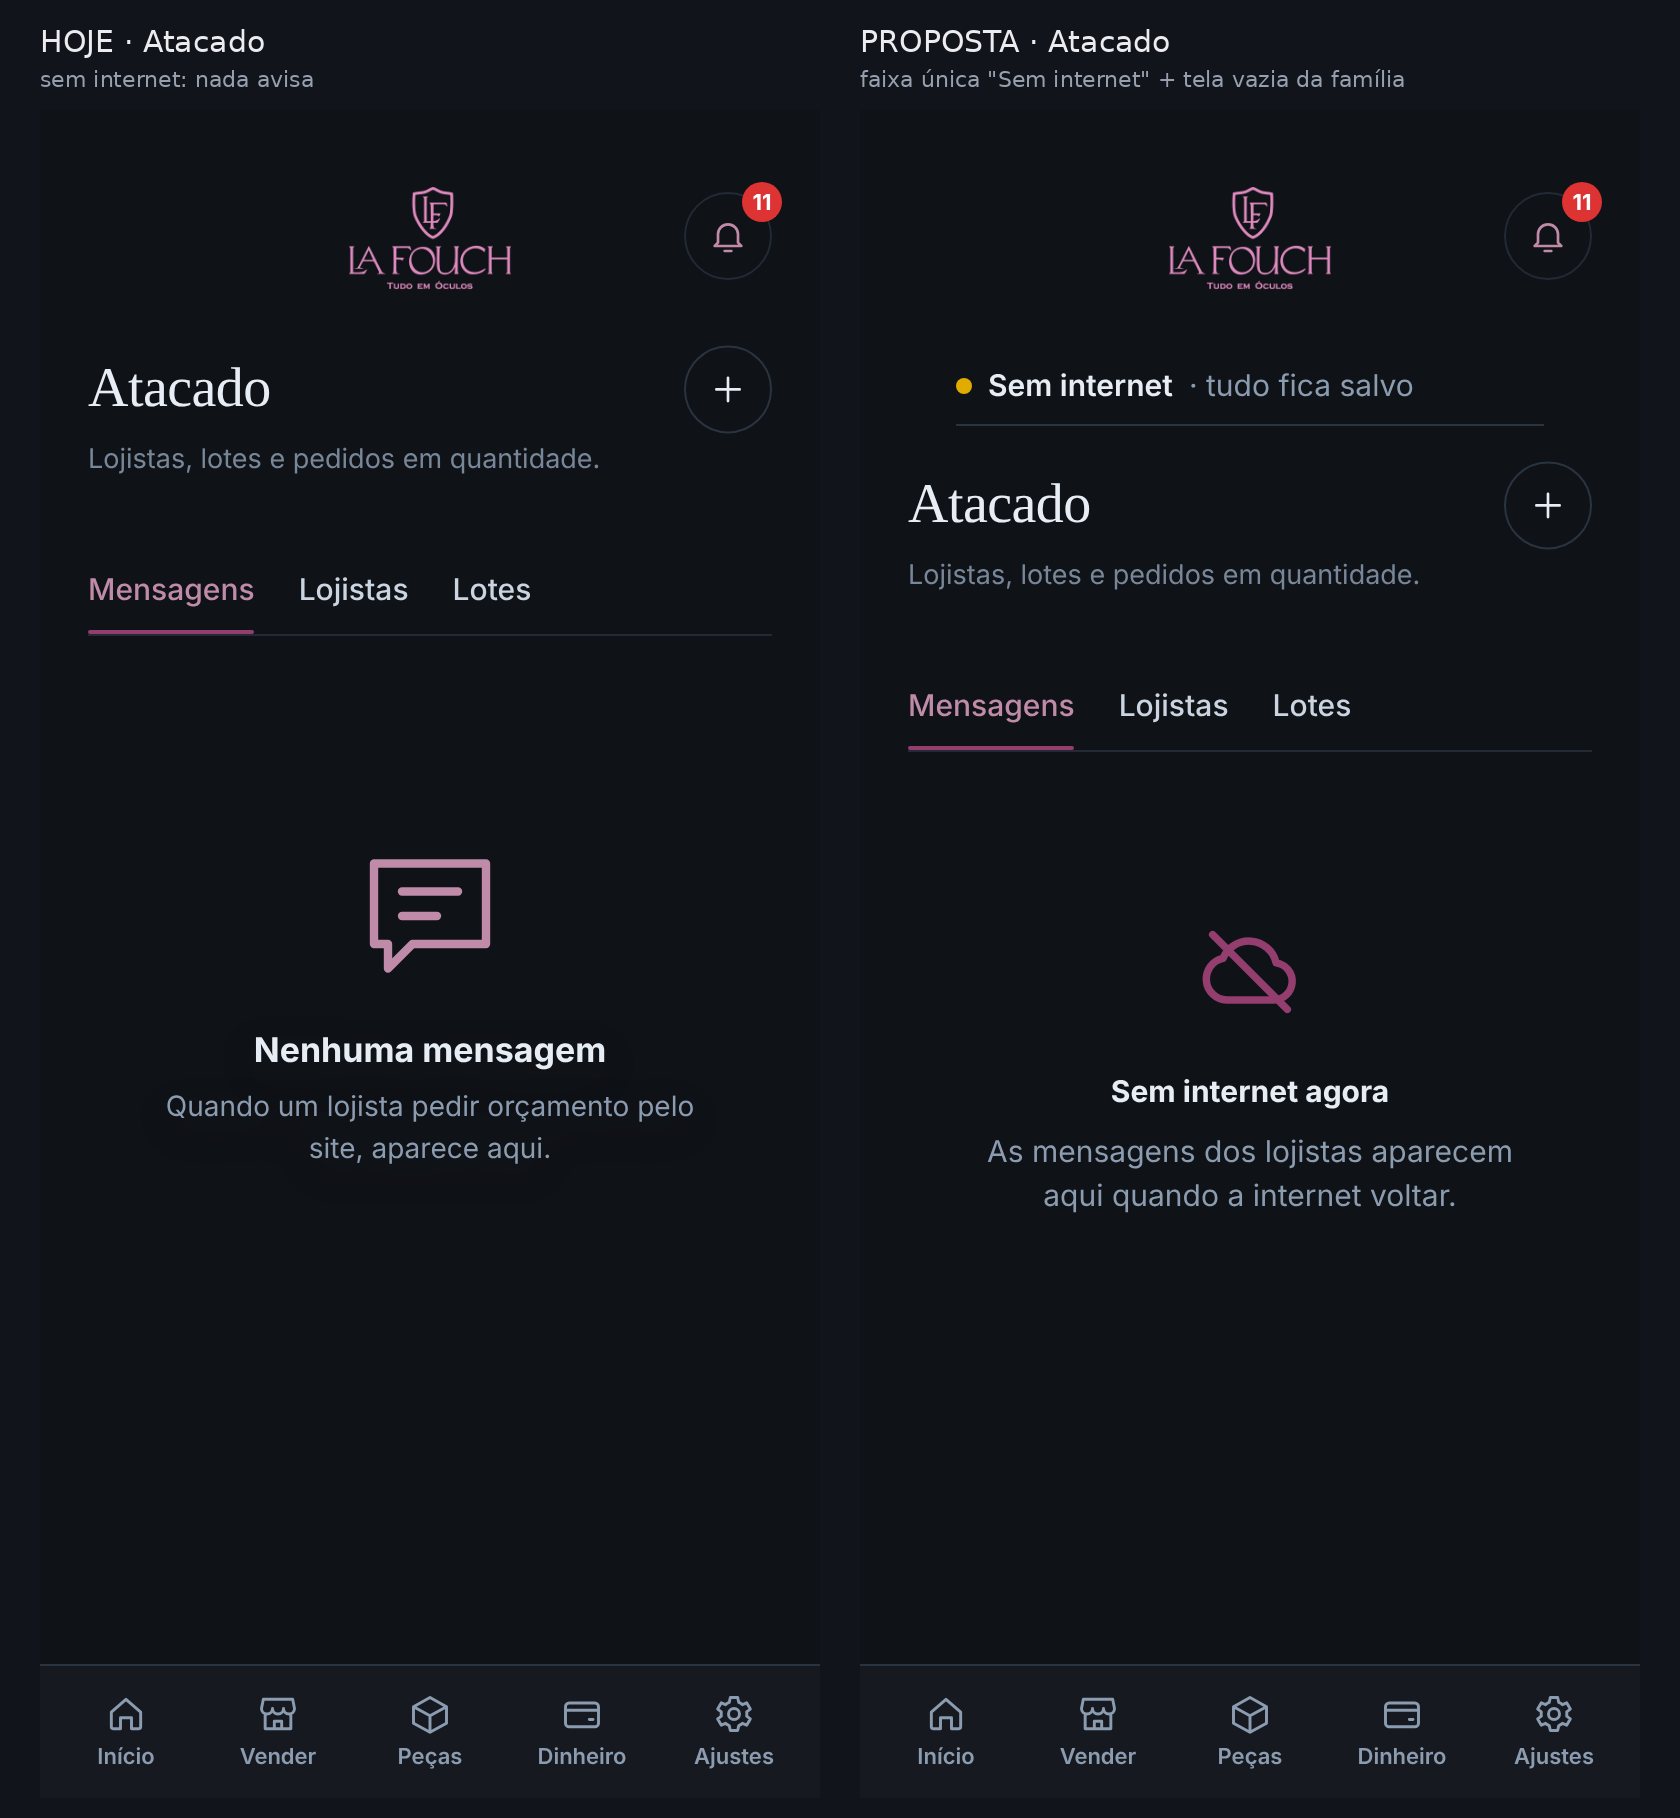 HOJE · Atacado
sem internet: nada avisa
LF
LA FOUCH
TUDO EM ÓCULOS
11
Atacado
Lojistas, lotes e pedidos em quantidade.
Mensagens Lojistas Lotes
Nenhuma mensagem
Quando um lojista pedir orçamento pelo
site, aparece aqui.
Início Vender Peças Dinheiro Ajustes
PROPOSTA · Atacado
faixa única "Sem internet" + tela vazia da família
LF
LA FOUCH
TUDO EM ÓCULOS
11
Sem internet · tudo fica salvo
Atacado
Lojistas, lotes e pedidos em quantidade.
Mensagens Lojistas Lotes
Sem internet agora
As mensagens dos lojistas aparecem
aqui quando a internet voltar.
Início Vender Peças Dinheiro Ajustes